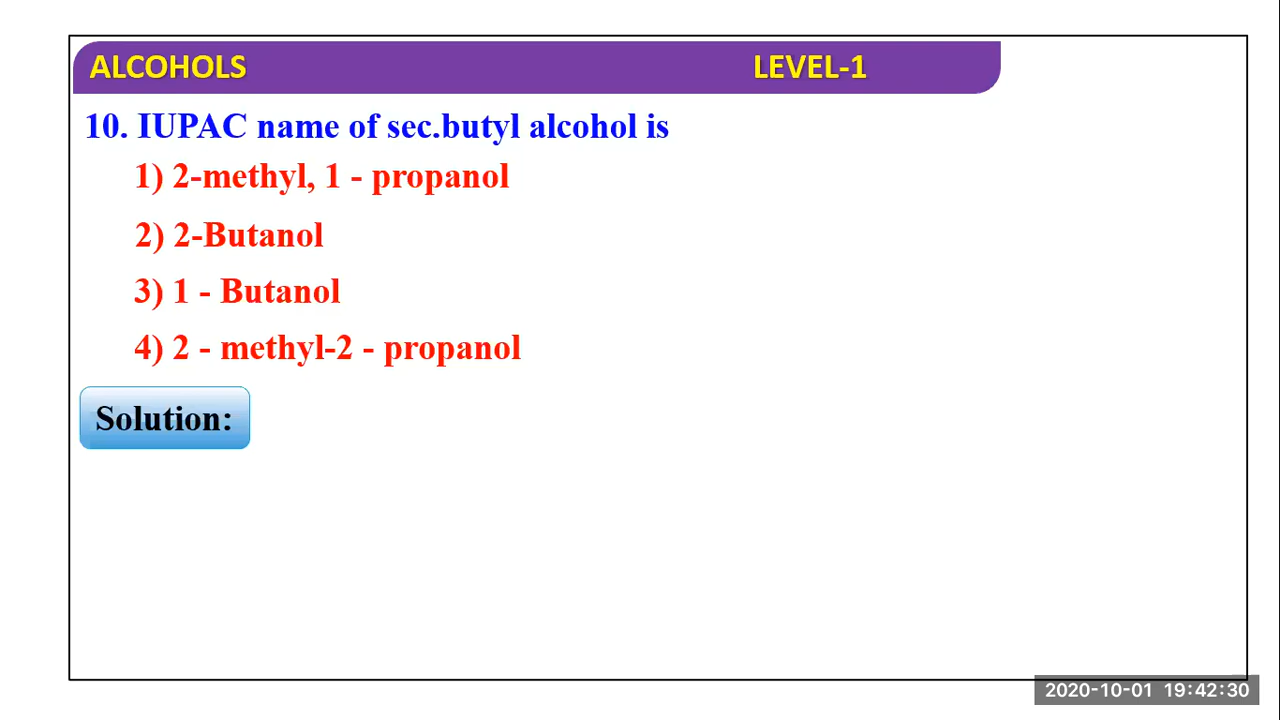 ALCOHOLS LEVEL-1
10. IUPAC name of sec.butyl alcohol is
1) 2-methyl, 1 - propanol
2) 2-Butanol
3) 1 - Butanol
4) 2 - methyl-2 - propanol
Solution:
2020-10-01 19:42:30